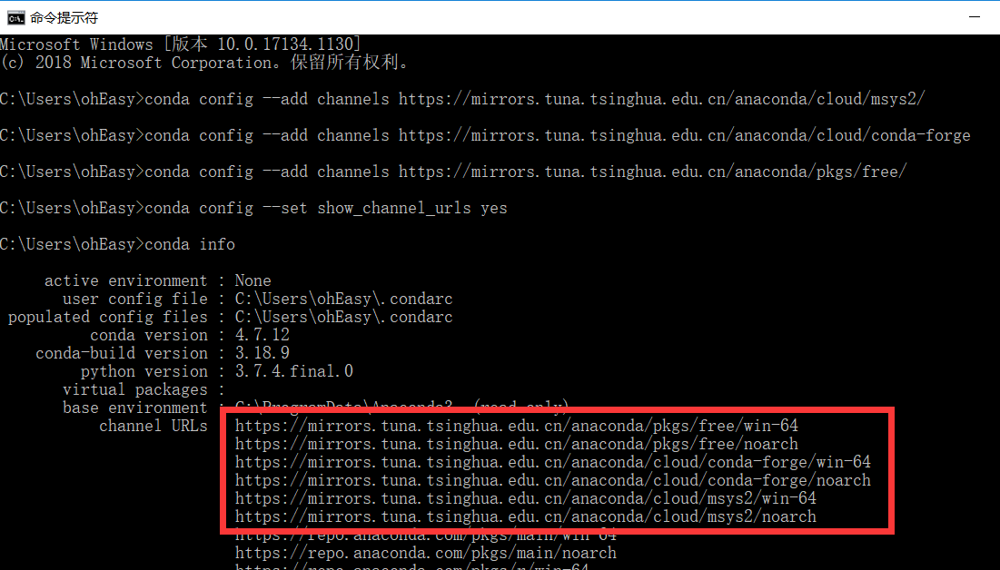 命令提示符
Microsoft Windows [版本 10.0.17134.1130]
(c) 2018 Microsoft Corporation。保留所有权利。
C:\Users\ohEasy>conda config --add channels https://mirrors.tuna.tsinghua.edu.cn/anaconda/cloud/msys2/
C:\Users\ohEasy>conda config --add channels https://mirrors.tuna.tsinghua.edu.cn/anaconda/cloud/conda-forge
C:\Users\ohEasy>conda config --add channels https://mirrors.tuna.tsinghua.edu.cn/anaconda/pkgs/free/
C:\Users\ohEasy>conda config --set show_channel_urls yes
C:\Users\ohEasy>conda info
active environment : None
user config file : C:\Users\ohEasy\.condarc
populated config files : C:\Users\ohEasy\.condarc
conda version : 4.7.12
conda-build version : 3.18.9
python version : 3.7.4.final.0
virtual packages :
base environment : C:\ProgramData\Anaconda3  (read only)
channel URLs https://mirrors.tuna.tsinghua.edu.cn/anaconda/pkgs/free/win-64
https://mirrors.tuna.tsinghua.edu.cn/anaconda/pkgs/free/noarch
https://mirrors.tuna.tsinghua.edu.cn/anaconda/cloud/conda-forge/win-64
https://mirrors.tuna.tsinghua.edu.cn/anaconda/cloud/conda-forge/noarch
https://mirrors.tuna.tsinghua.edu.cn/anaconda/cloud/msys2/win-64
https://mirrors.tuna.tsinghua.edu.cn/anaconda/cloud/msys2/noarch
https://repo.anaconda.com/pkgs/main/win-64
https://repo.anaconda.com/pkgs/main/noarch
https://repo.anaconda.com/pkgs/r/win-64